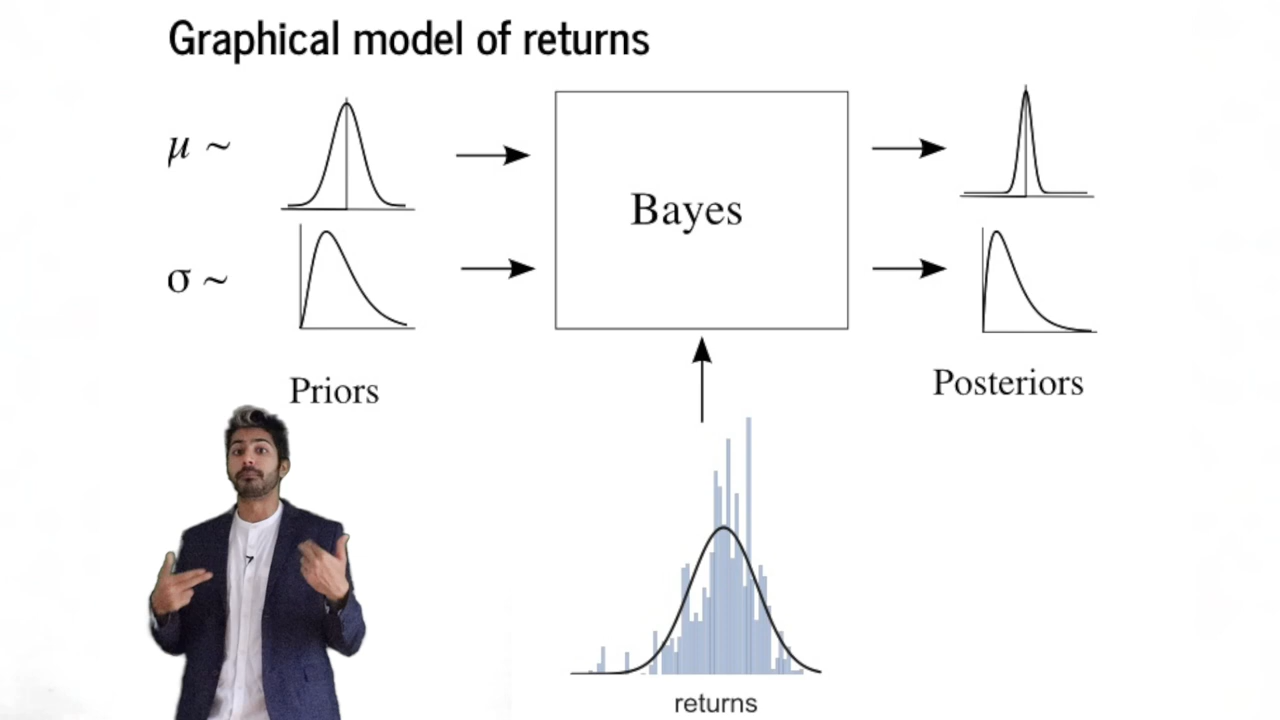 Graphical model of returns
μ ~
Bayes
σ ~
Priors
Posteriors
returns